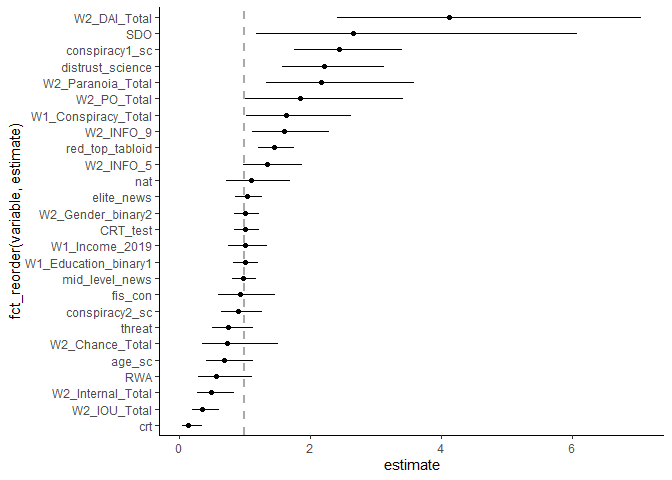 W2_DAI_Total
SDO
conspiracy1_sc
distrust_science
W2_Paranoia_Total
W2_PO_Total
W1_Conspiracy_Total
W2_INFO_9
red_top_tabloid
W2_INFO_5
nat
elite_news
W2_Gender_binary2
CRT_test
W1_Income_2019
W1_Education_binary1
mid_level_news
fis_con
conspiracy2_sc
threat
W2_Chance_Total
age_sc
RWA
W2_Internal_Total
W2_IOU_Total
crt
fct_reorder(variable, estimate)
0 2 4 6
estimate